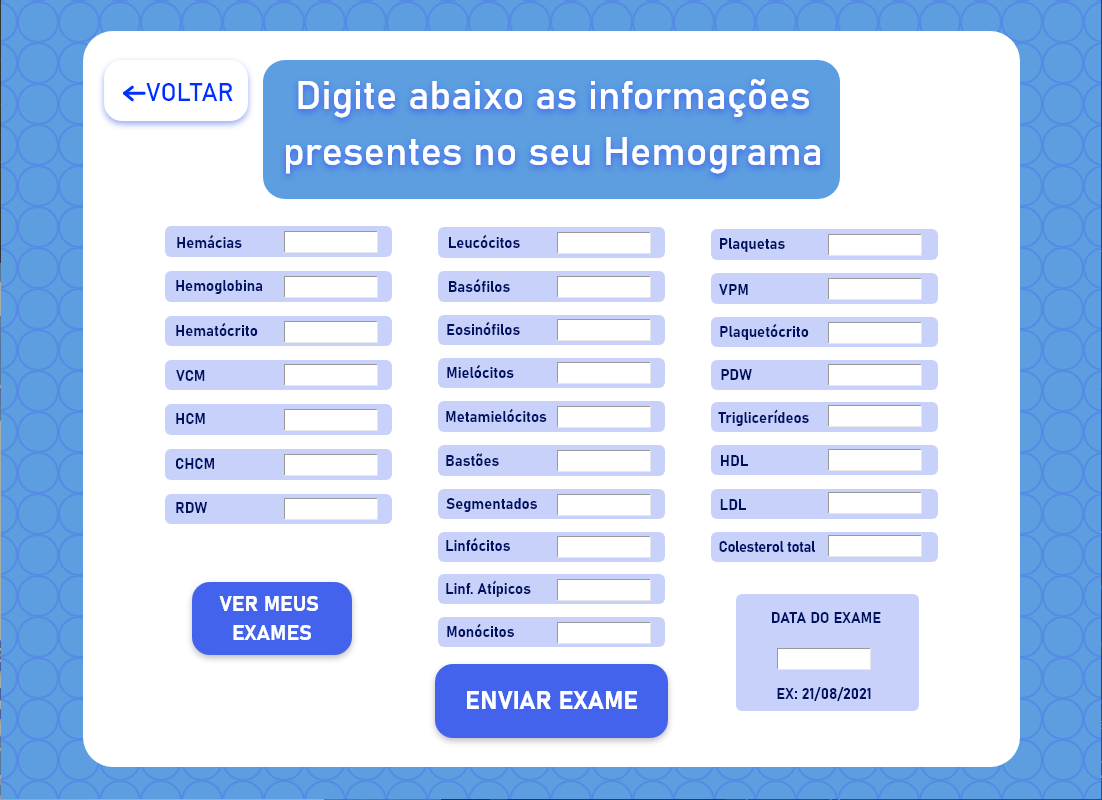 ←VOLTAR
Digite abaixo as informações
presentes no seu Hemograma
Hemácias
Hemoglobina
Hematócrito
VCM
HCM
CHCM
RDW
Leucócitos
Basófilos
Eosinófilos
Mielócitos
Metamielócitos
Bastões
Segmentados
Linfócitos
Linf. Atípicos
Monócitos
Plaquetas
VPM
Plaquetócrito
PDW
Triglicerídeos
HDL
LDL
Colesterol total
VER MEUS
EXAMES
ENVIAR EXAME
DATA DO EXAME
EX: 21/08/2021